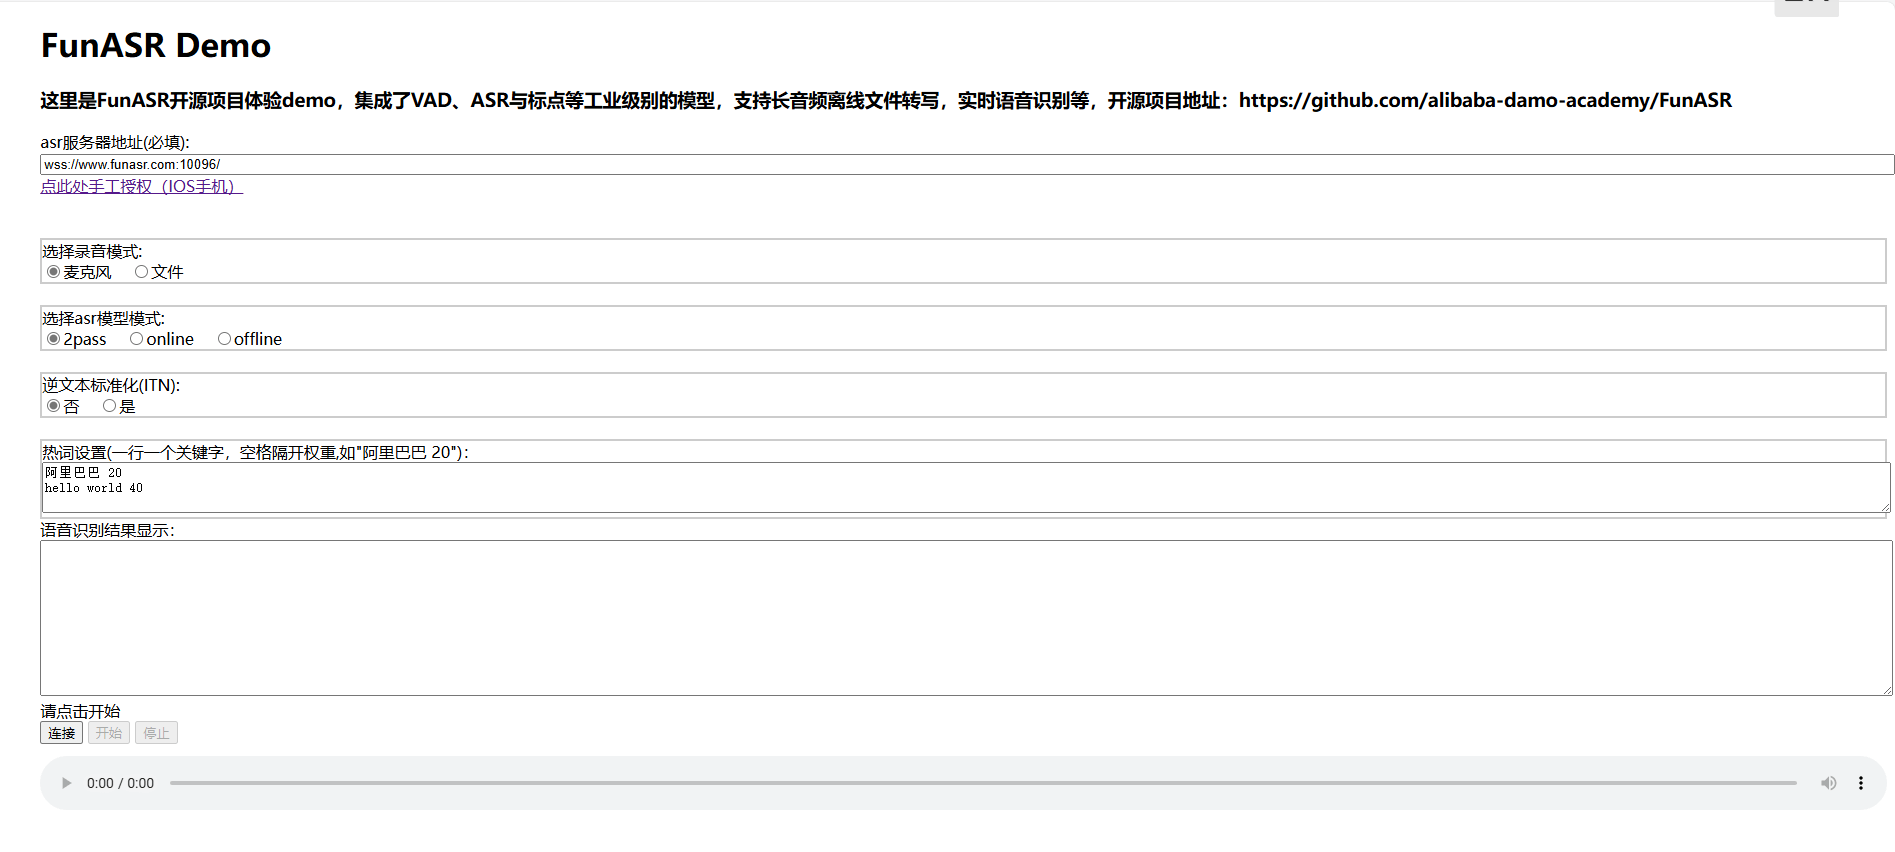 FunASR Demo
这里是FunASR开源项目体验demo，集成了VAD、ASR与标点等工业级别的模型，支持长音频离线文件转写，实时语音识别等，开源项目地址：https://github.com/alibaba-damo-academy/FunASR
asr服务器地址(必填):
wss://www.funasr.com:10096/
点此处手工授权（IOS手机）
选择录音模式:
麦克风 文件
选择asr模型模式:
2pass online offline
逆文本标准化(ITN):
否 是
热词设置(一行一个关键字，空格隔开权重,如"阿里巴巴 20")：
阿里巴巴 20
hello world 40
语音识别结果显示：
请点击开始
连接 开始 停止
0:00 / 0:00